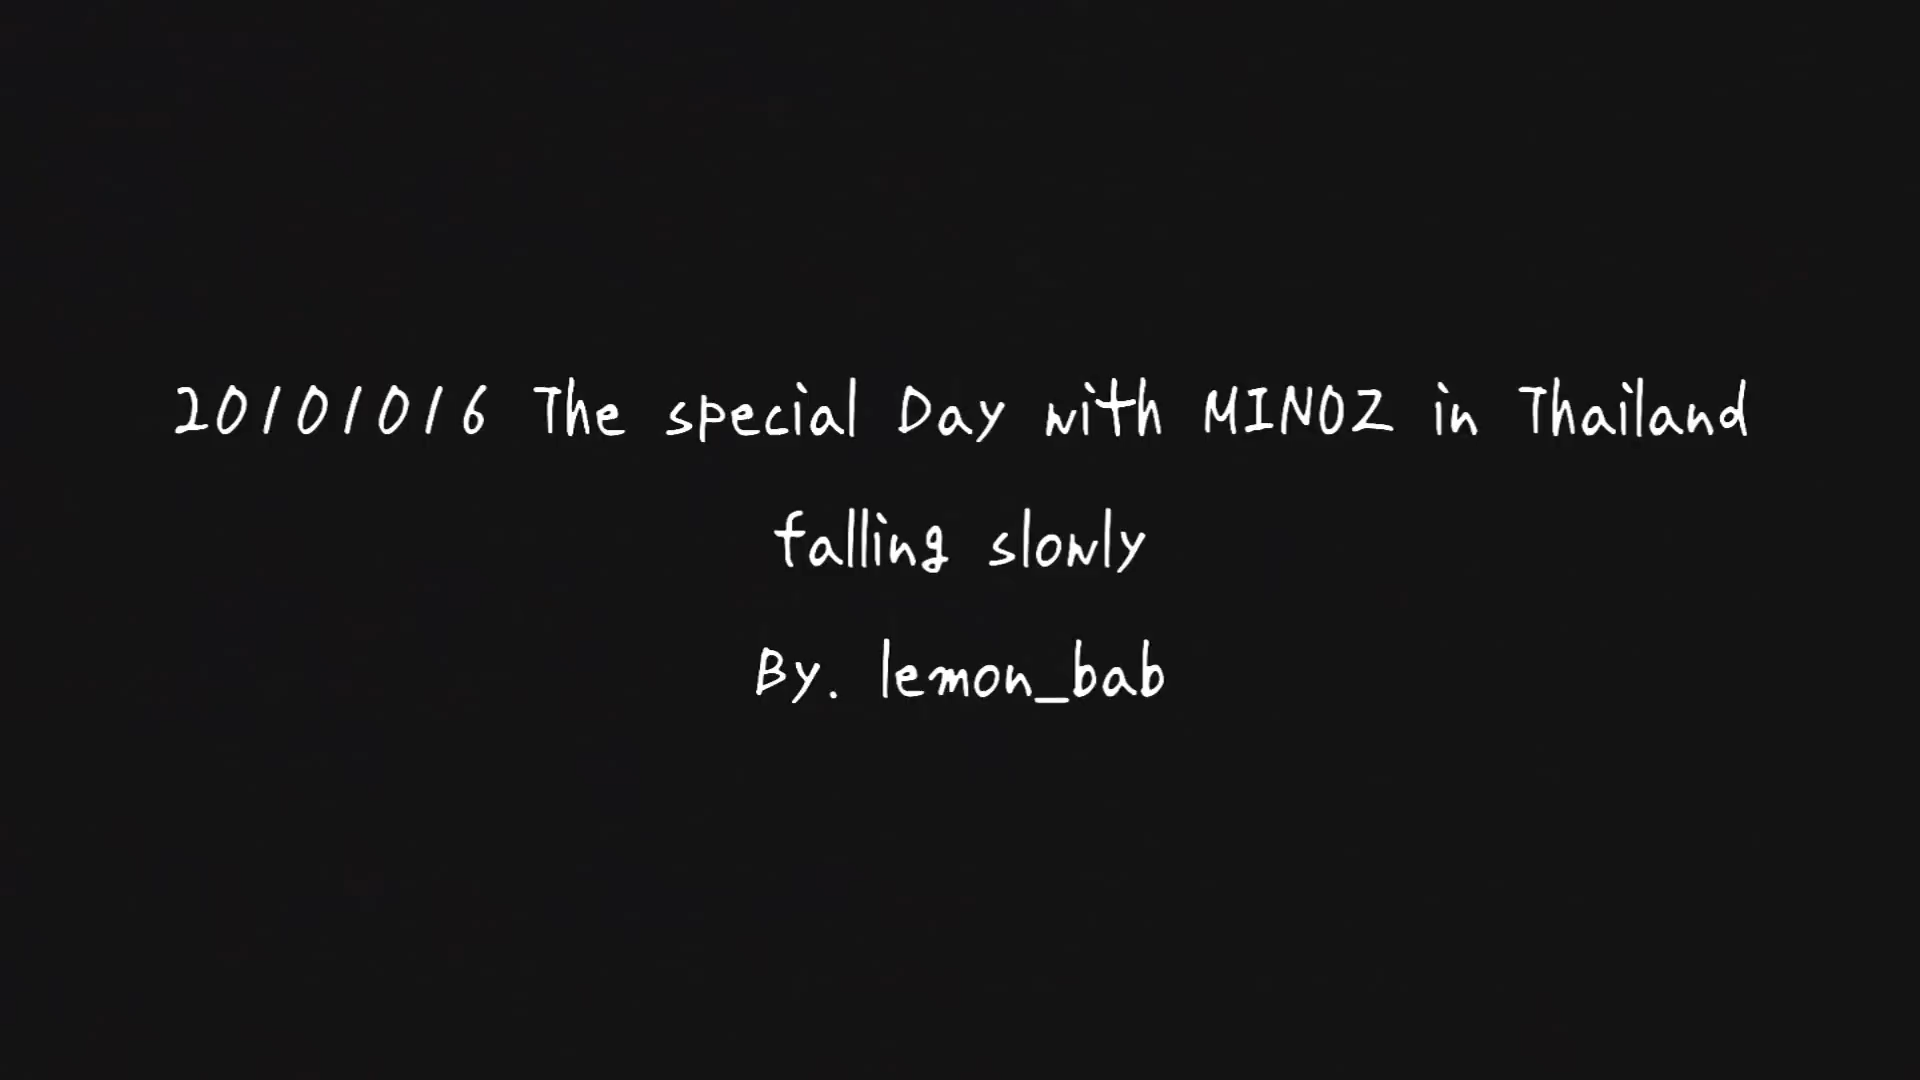 20101016 The special Day with MINOZ in Thailand
falling slowly
By. lemon_bab